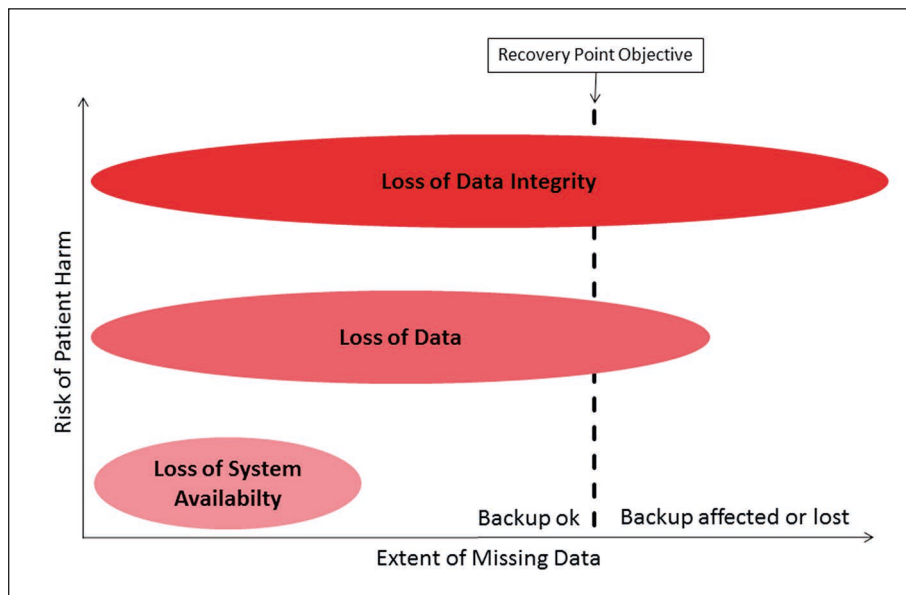 Recovery Point Objective
Risk of Patient Harm
Loss of Data Integrity
Loss of Data
Loss of System
Availabilty
Backup ok
Backup affected or lost
Extent of Missing Data